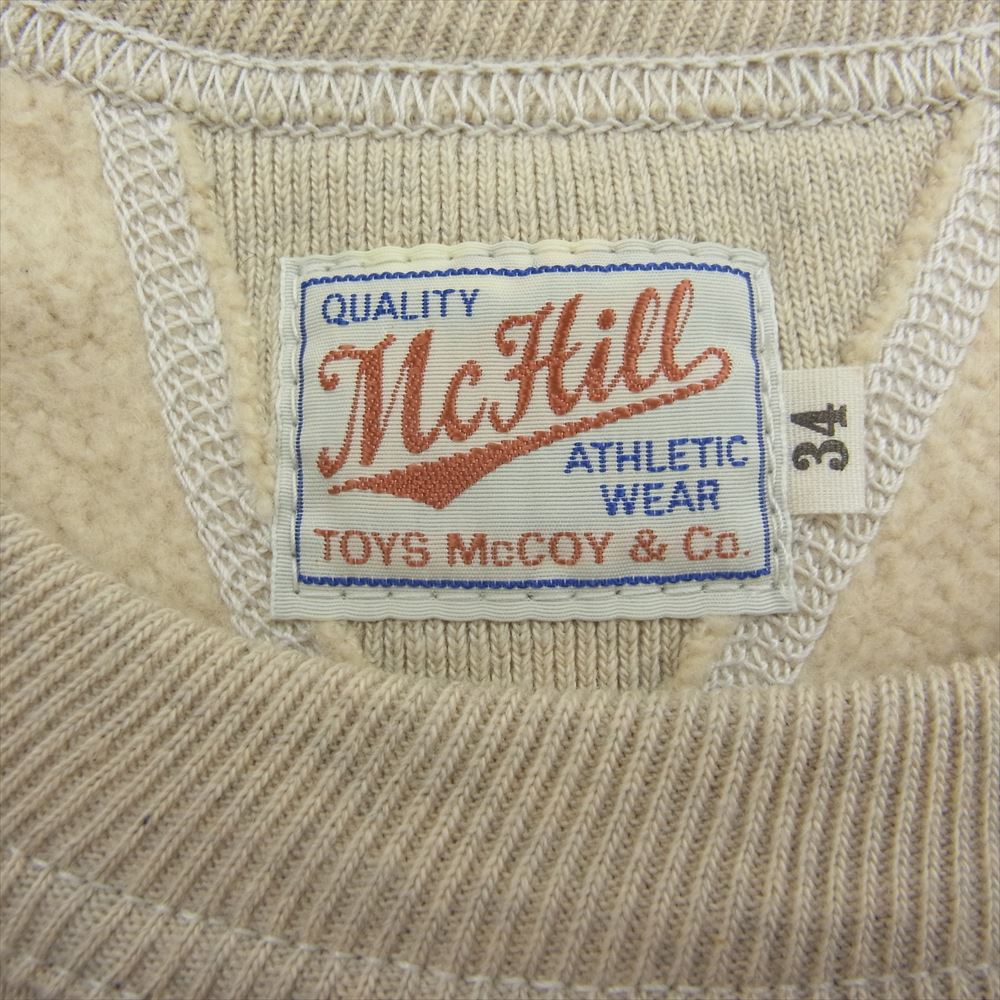 QUALITY
McHill
ATHLETIC
WEAR
TOYS McCOY & Co.
34